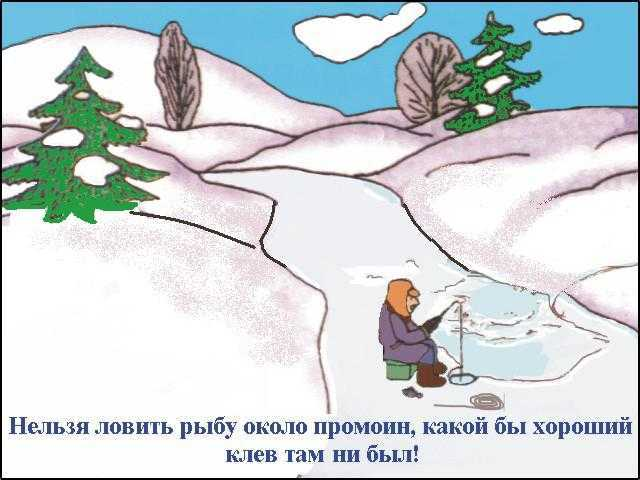 Нельзя ловить рыбу около промоин, какой бы хороший
клев там ни был!